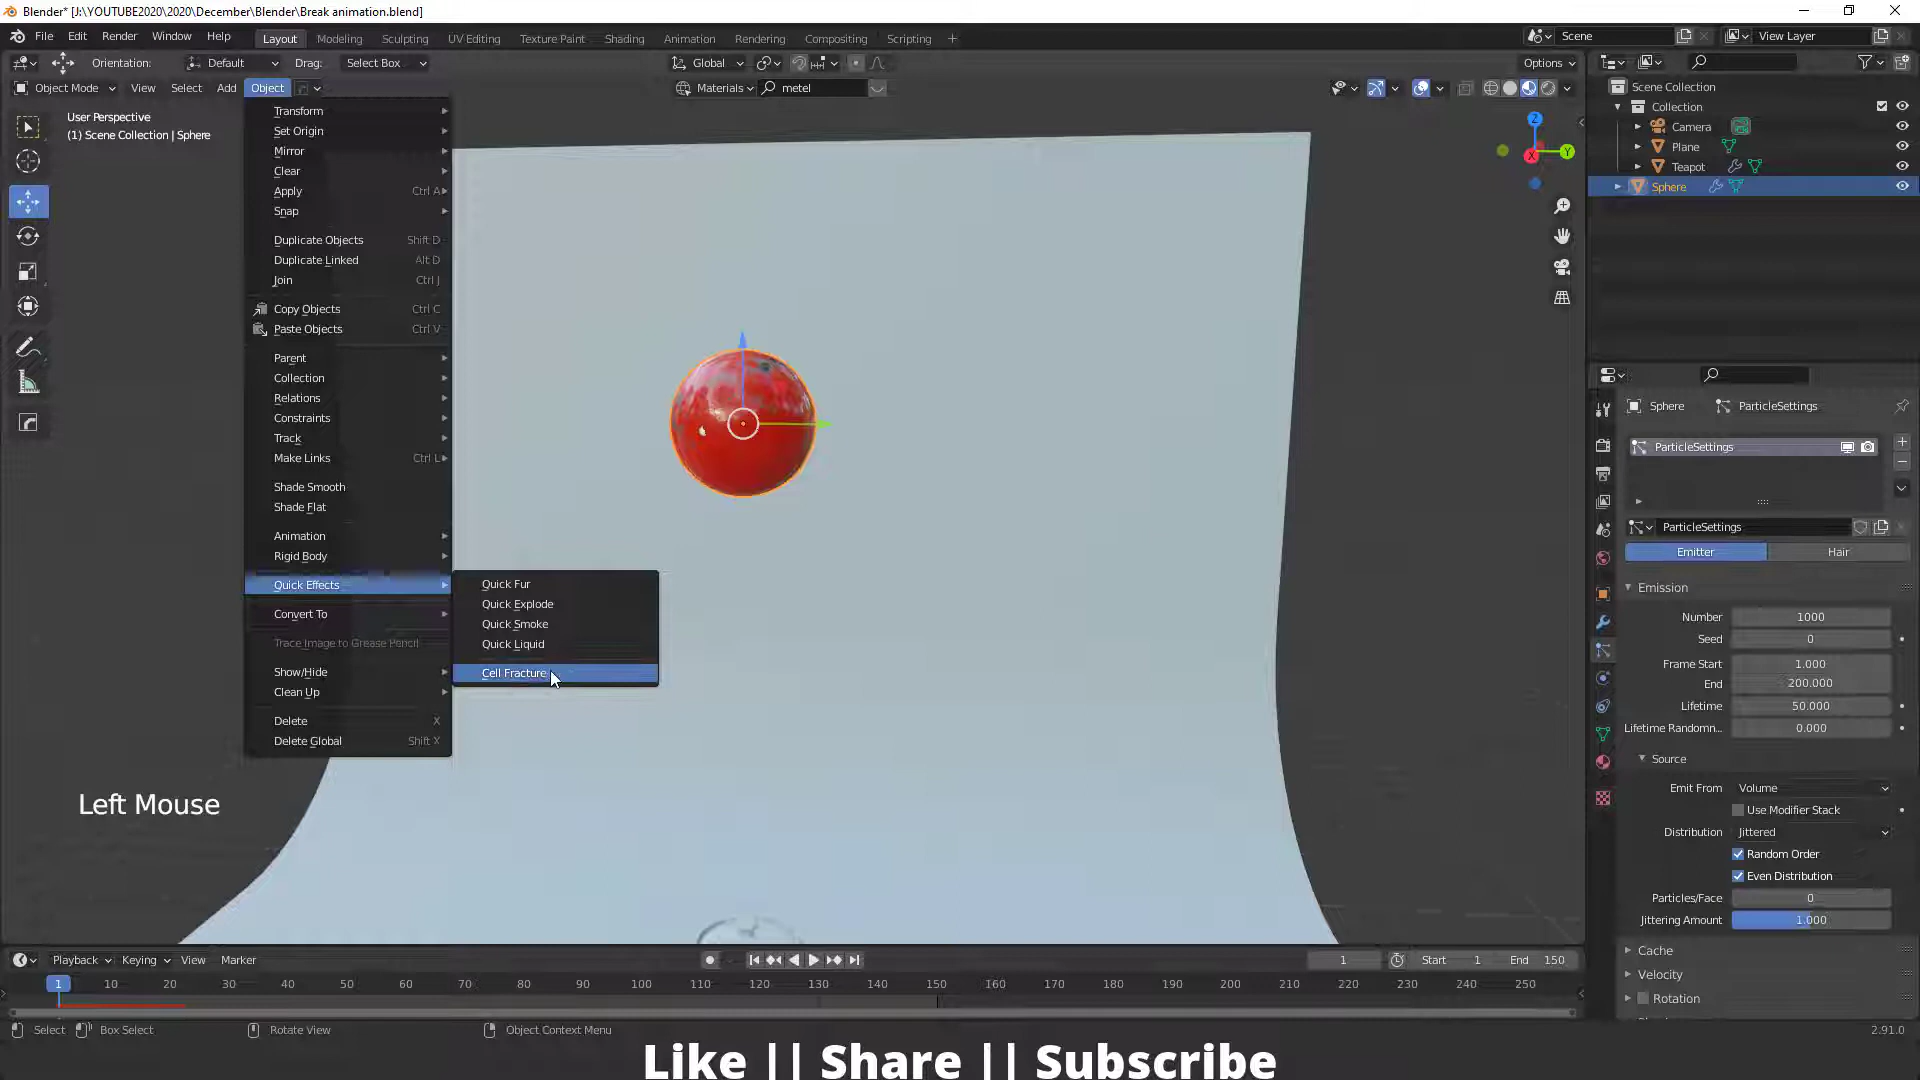 Blender* [J:\YOUTUBE2020\2020\December\Blender\Break animation.blend]
File Edit Render Window Help Layout Modeling Sculpting UV Editing Texture Paint Shading Animation Rendering Compositing Scripting + Scene View Layer
Orientation: Default Drag: Select Box Global Options
Object Mode View Select Add Object Materials metel
User Perspective
(1) Scene Collection | Sphere
Transform
Set Origin
Mirror
Clear
Apply Ctrl A
Snap
Duplicate Objects Shift D
Duplicate Linked Alt D
Join Ctrl J
Copy Objects Ctrl C
Paste Objects Ctrl V
Parent
Collection
Relations
Constraints
Track
Make Links Ctrl L
Shade Smooth
Shade Flat
Animation
Rigid Body
Quick Effects
Convert To
Trace Image to Grease Pencil
Show/Hide
Clean Up
Delete X
Delete Global Shift X
Quick Fur
Quick Explode
Quick Smoke
Quick Liquid
Cell Fracture
Left Mouse
Z
Y
X
Scene Collection
Collection
Camera
Plane
Teapot
Sphere
Sphere ParticleSettings
ParticleSettings
ParticleSettings
Emitter Hair
Emission
Number 1000
Seed 0
Frame Start 1.000
End 200.000
Lifetime 50.000
Lifetime Randomn... 0.000
Source
Emit From Volume
Use Modifier Stack
Distribution Jittered
Random Order
Even Distribution
Particles/Face 0
Jittering Amount 1.000
Cache
Velocity
Rotation
Playback Keying View Marker 1 Start 1 End 150
1 10 20 30 40 50 60 70 80 90 100 110 120 130 140 150 160 170 180 190 200 210 220 230 240 250
Select Box Select Rotate View Object Context Menu 2.91.0
Like || Share || Subscribe